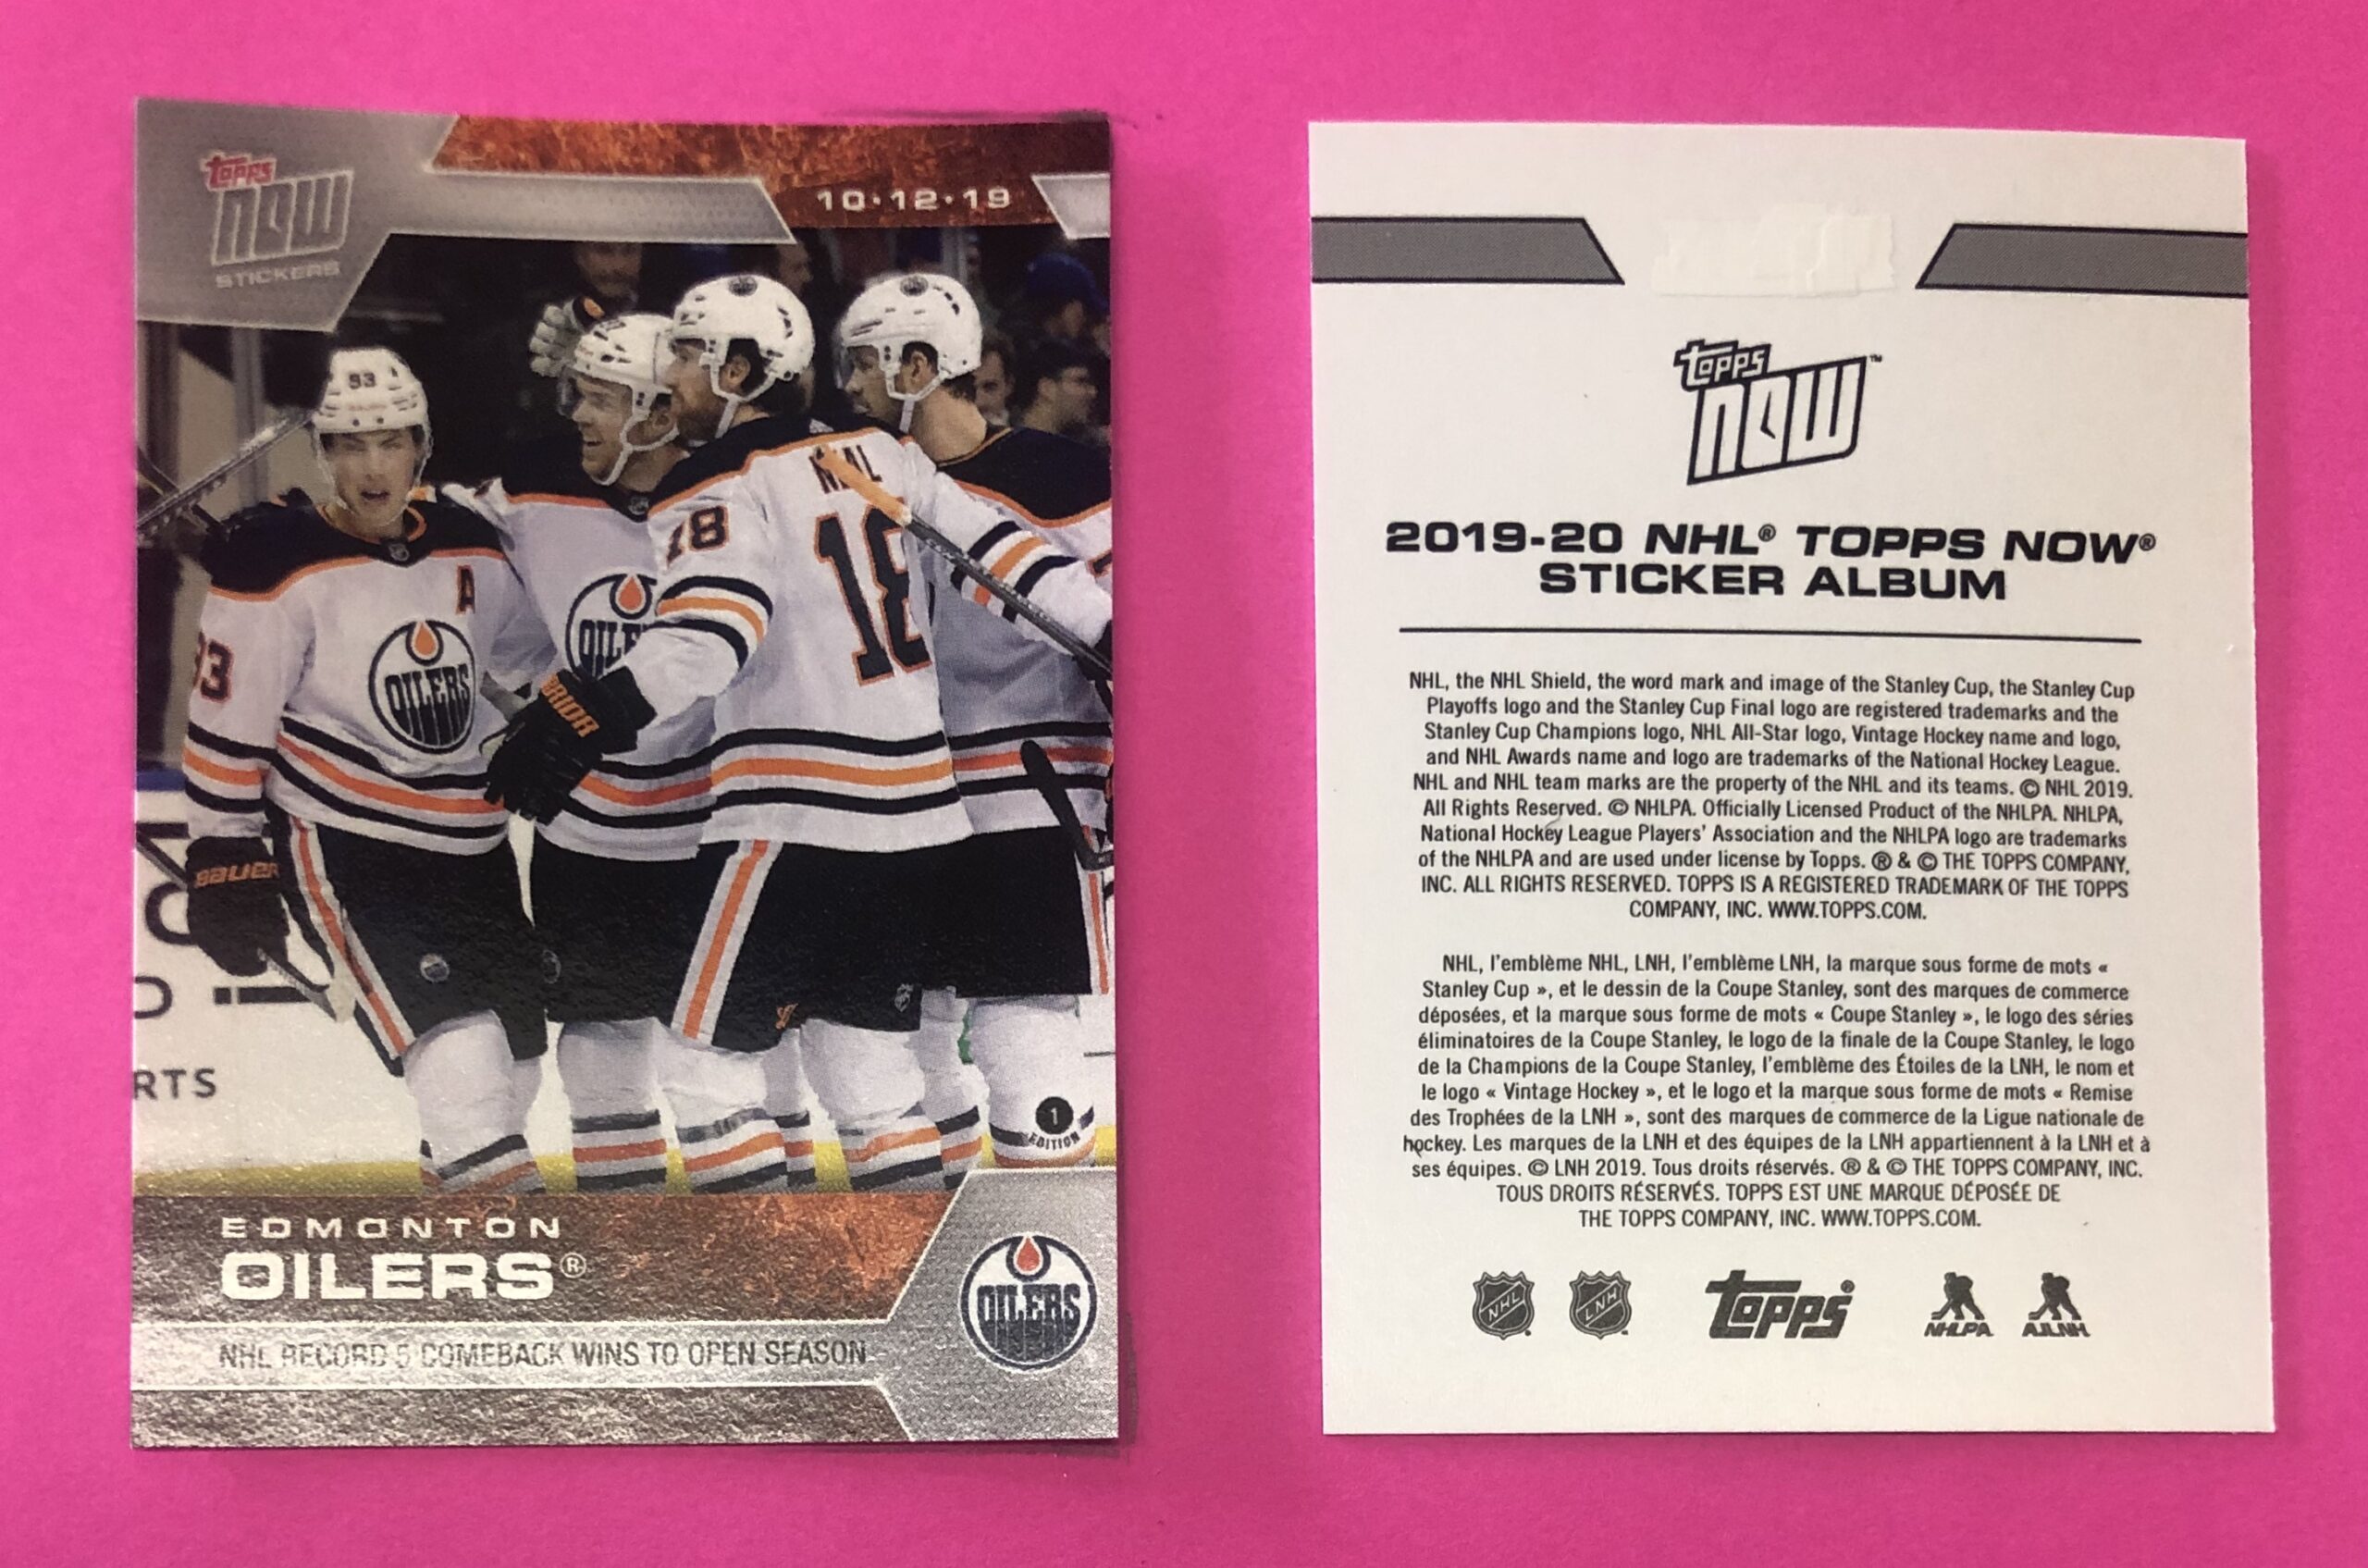 TOPPS
NOW
STICKERS
10·12·19
93
A
93
OILERS
18
18
WARRIOR
BAUER
RTS
1
EDITION
EDMONTON
OILERS®
OILERS
NHL RECORD 5 COMEBACK WINS TO OPEN SEASON
TOPPS
NOW™
2019-20 NHL® TOPPS NOW®
STICKER ALBUM
NHL, the NHL Shield, the word mark and image of the Stanley Cup, the Stanley Cup
Playoffs logo and the Stanley Cup Final logo are registered trademarks and the
Stanley Cup Champions logo, NHL All-Star logo, Vintage Hockey name and logo,
and NHL Awards name and logo are trademarks of the National Hockey League.
NHL and NHL team marks are the property of the NHL and its teams. © NHL 2019.
All Rights Reserved. © NHLPA. Officially Licensed Product of the NHLPA. NHLPA,
National Hockey League Players' Association and the NHLPA logo are trademarks
of the NHLPA and are used under license by Topps. ® & © THE TOPPS COMPANY,
INC. ALL RIGHTS RESERVED. TOPPS IS A REGISTERED TRADEMARK OF THE TOPPS
COMPANY, INC. WWW.TOPPS.COM.
NHL, l'emblème NHL, LNH, l'emblème LNH, la marque sous forme de mots «
Stanley Cup », et le dessin de la Coupe Stanley, sont des marques de commerce
déposées, et la marque sous forme de mots « Coupe Stanley », le logo des séries
éliminatoires de la Coupe Stanley, le logo de la finale de la Coupe Stanley, le logo
de la Champions de la Coupe Stanley, l'emblème des Étoiles de la LNH, le nom et
le logo « Vintage Hockey », et le logo et la marque sous forme de mots « Remise
des Trophées de la LNH », sont des marques de commerce de la Ligue nationale de
hockey. Les marques de la LNH et des équipes de la LNH appartiennent à la LNH et à
ses équipes. © LNH 2019. Tous droits réservés. ® & © THE TOPPS COMPANY, INC.
TOUS DROITS RÉSERVÉS. TOPPS EST UNE MARQUE DÉPOSÉE DE
THE TOPPS COMPANY, INC. WWW.TOPPS.COM.
NHL LNH TOPPS NHLPA AJLNH